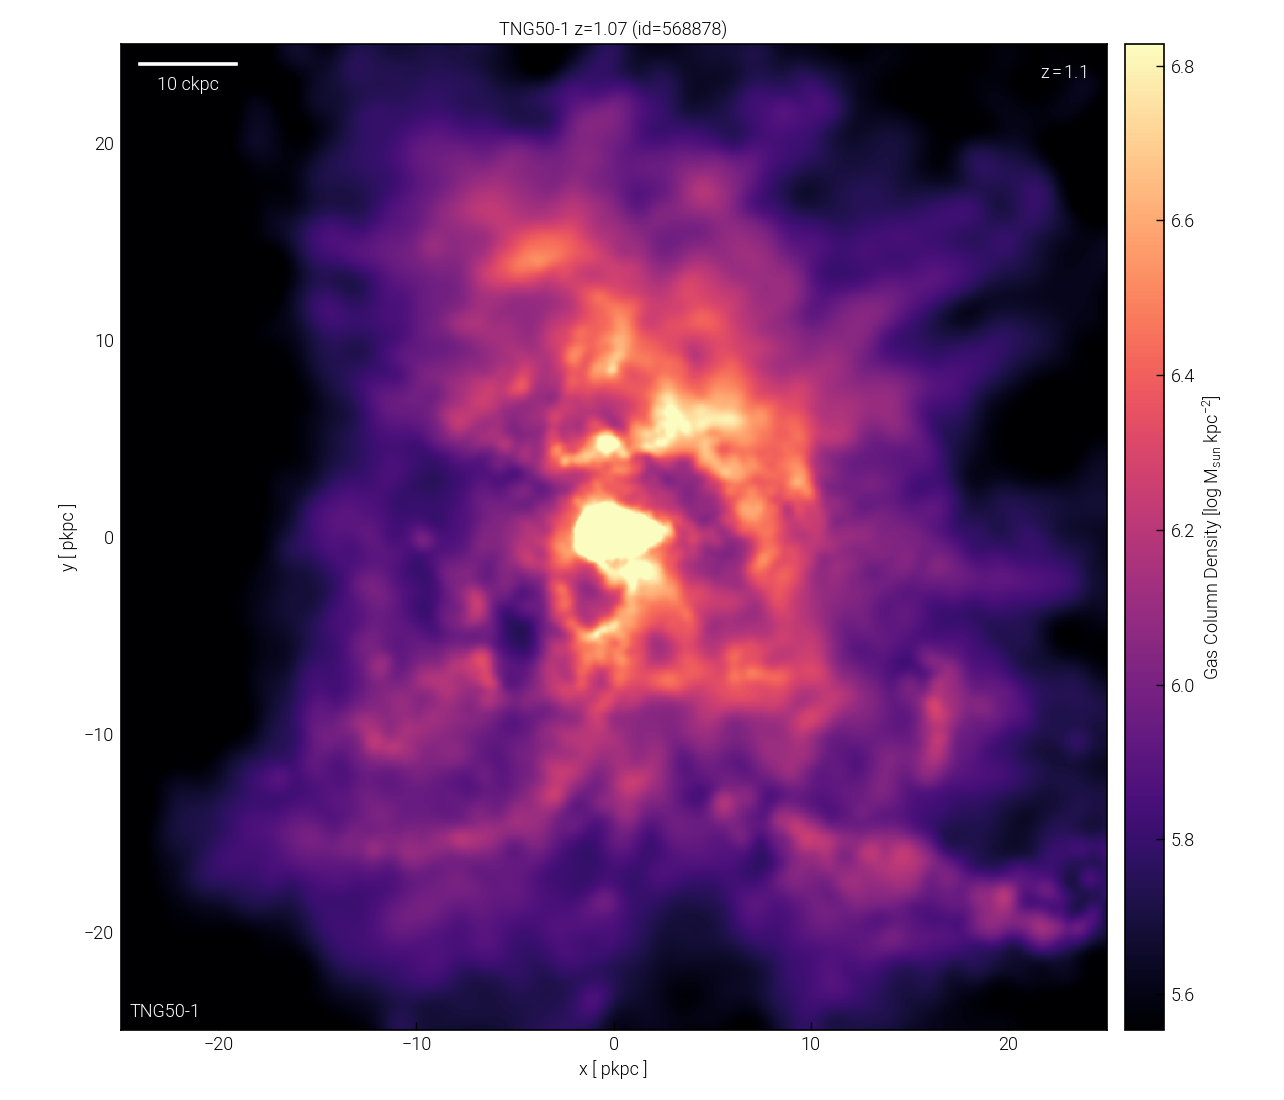 TNG50-1 z=1.07 (id=568878)
10 ckpc
z = 1.1
TNG50-1
20
10
0
−10
−20
y [ pkpc ]
−20
−10
0
10
20
x [ pkpc ]
6.8
6.6
6.4
6.2
6.0
5.8
5.6
Gas Column Density [log M_sun kpc^−2]